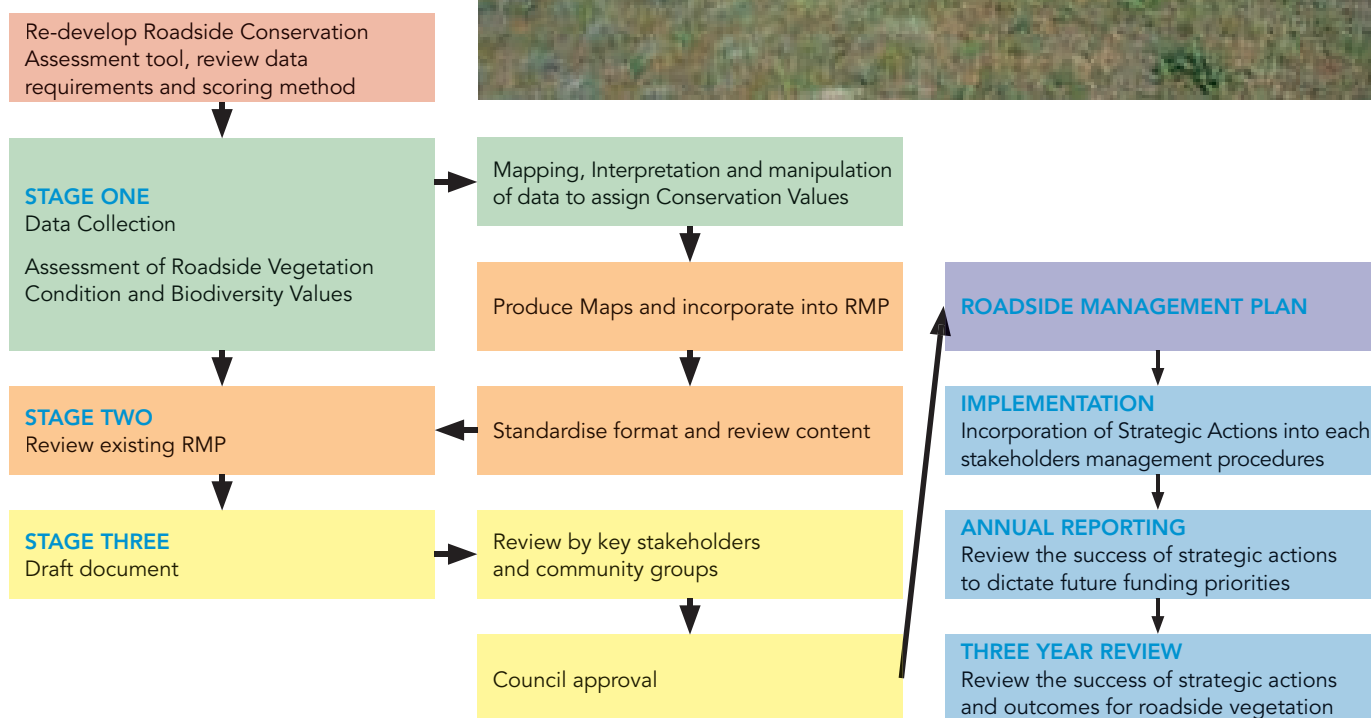 Re-develop Roadside Conservation
Assessment tool, review data
requirements and scoring method
STAGE ONE
Data Collection
Assessment of Roadside Vegetation
Condition and Biodiversity Values
Mapping, Interpretation and manipulation
of data to assign Conservation Values
Produce Maps and incorporate into RMP
Standardise format and review content
STAGE TWO
Review existing RMP
STAGE THREE
Draft document
Review by key stakeholders
and community groups
Council approval
ROADSIDE MANAGEMENT PLAN
IMPLEMENTATION
Incorporation of Strategic Actions into each
stakeholders management procedures
ANNUAL REPORTING
Review the success of strategic actions
to dictate future funding priorities
THREE YEAR REVIEW
Review the success of strategic actions
and outcomes for roadside vegetation